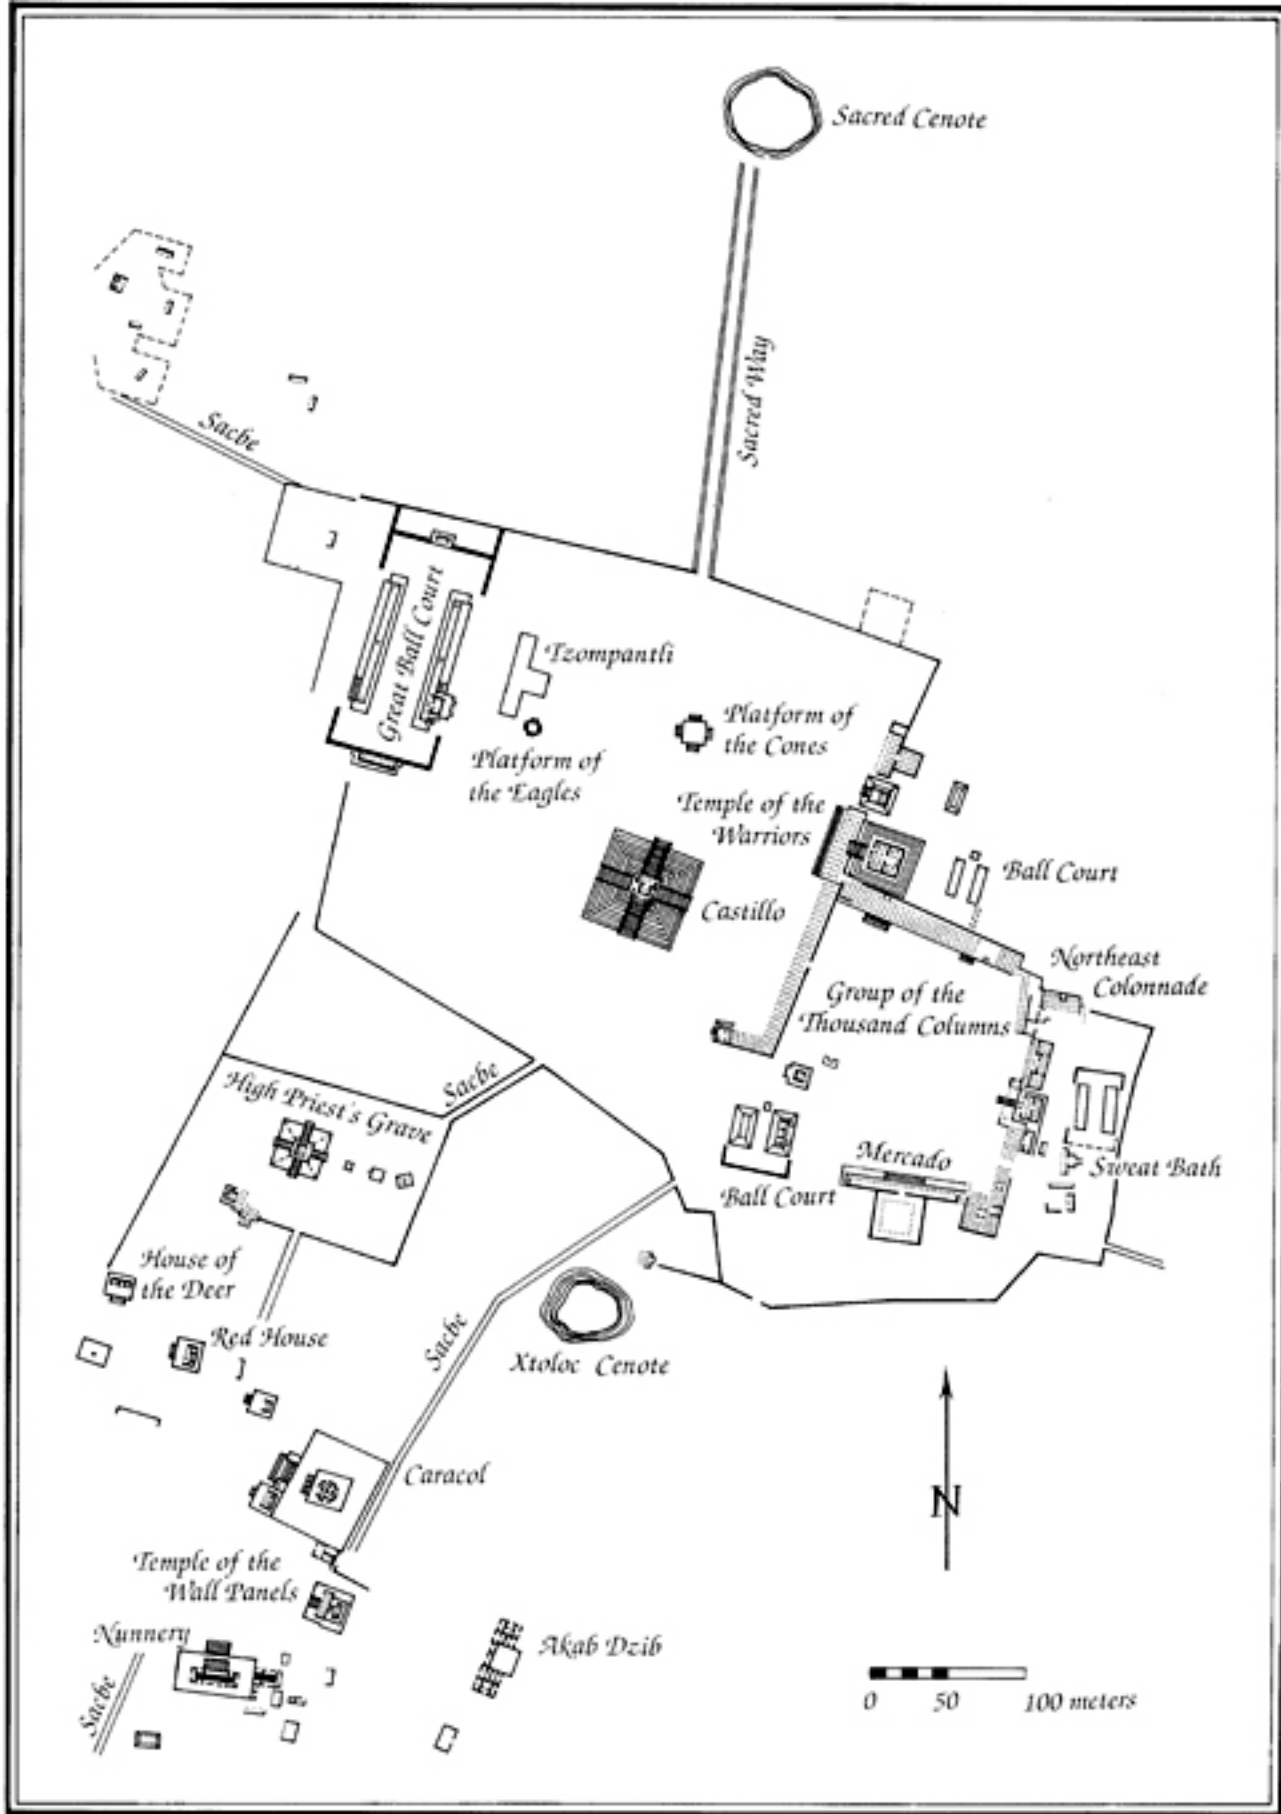 Sacred Cenote
Sacred Way
Sacbe
Great Ball Court
Tzompantli
Platform of
the Eagles
Platform of
the Cones
Temple of the
Warriors
Ball Court
Castillo
Northeast
Colonnade
Group of the
Thousand Columns
Sacbe
High Priest's Grave
Mercado
Sweat Bath
Ball Court
House of
the Deer
Red House
Sacbe
Xtoloc Cenote
Caracol
N
Temple of the
Wall Panels
Nunnery
Akab Dzib
Sacbe
0 50 100 meters